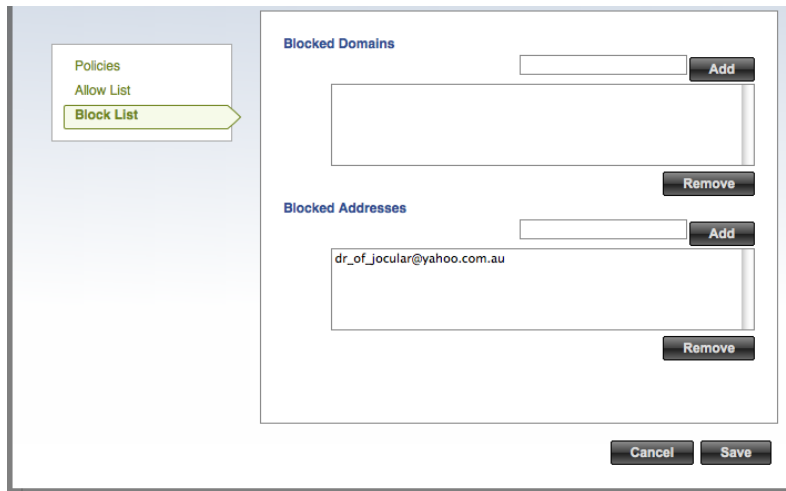 Policies
Allow List
Block List
Blocked Domains
Add
Remove
Blocked Addresses
Add
dr_of_jocular@yahoo.com.au
Remove
Cancel
Save